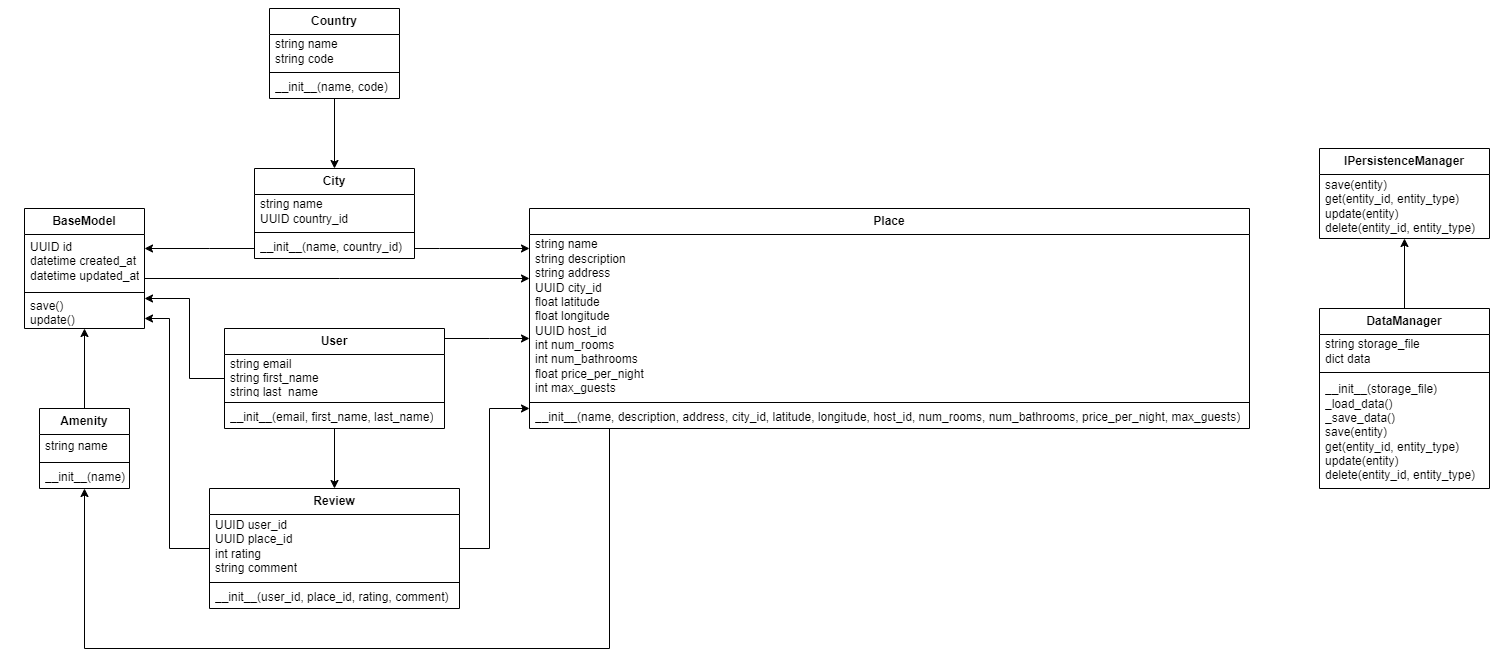 Country
string name
string code
__init__(name, code)
City
string name
UUID country_id
__init__(name, country_id)
BaseModel
UUID id
datetime created_at
datetime updated_at
save()
update()
User
string email
string first_name
string last_name
__init__(email, first_name, last_name)
Amenity
string name
__init__(name)
Review
UUID user_id
UUID place_id
int rating
string comment
__init__(user_id, place_id, rating, comment)
Place
string name
string description
string address
UUID city_id
float latitude
float longitude
UUID host_id
int num_rooms
int num_bathrooms
float price_per_night
int max_guests
__init__(name, description, address, city_id, latitude, longitude, host_id, num_rooms, num_bathrooms, price_per_night, max_guests)
IPersistenceManager
save(entity)
get(entity_id, entity_type)
update(entity)
delete(entity_id, entity_type)
DataManager
string storage_file
dict data
__init__(storage_file)
_load_data()
_save_data()
save(entity)
get(entity_id, entity_type)
update(entity)
delete(entity_id, entity_type)